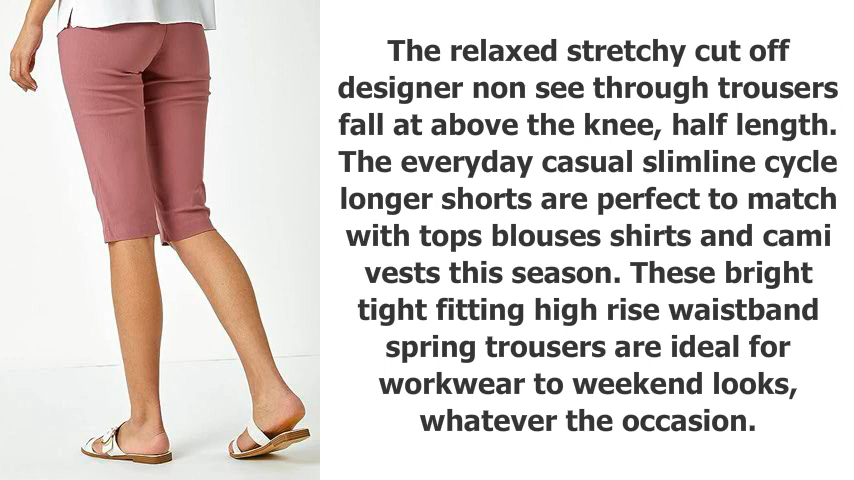 The relaxed stretchy cut off
designer non see through trousers
fall at above the knee, half length.
The everyday casual slimline cycle
longer shorts are perfect to match
with tops blouses shirts and cami
vests this season. These bright
tight fitting high rise waistband
spring trousers are ideal for
workwear to weekend looks,
whatever the occasion.